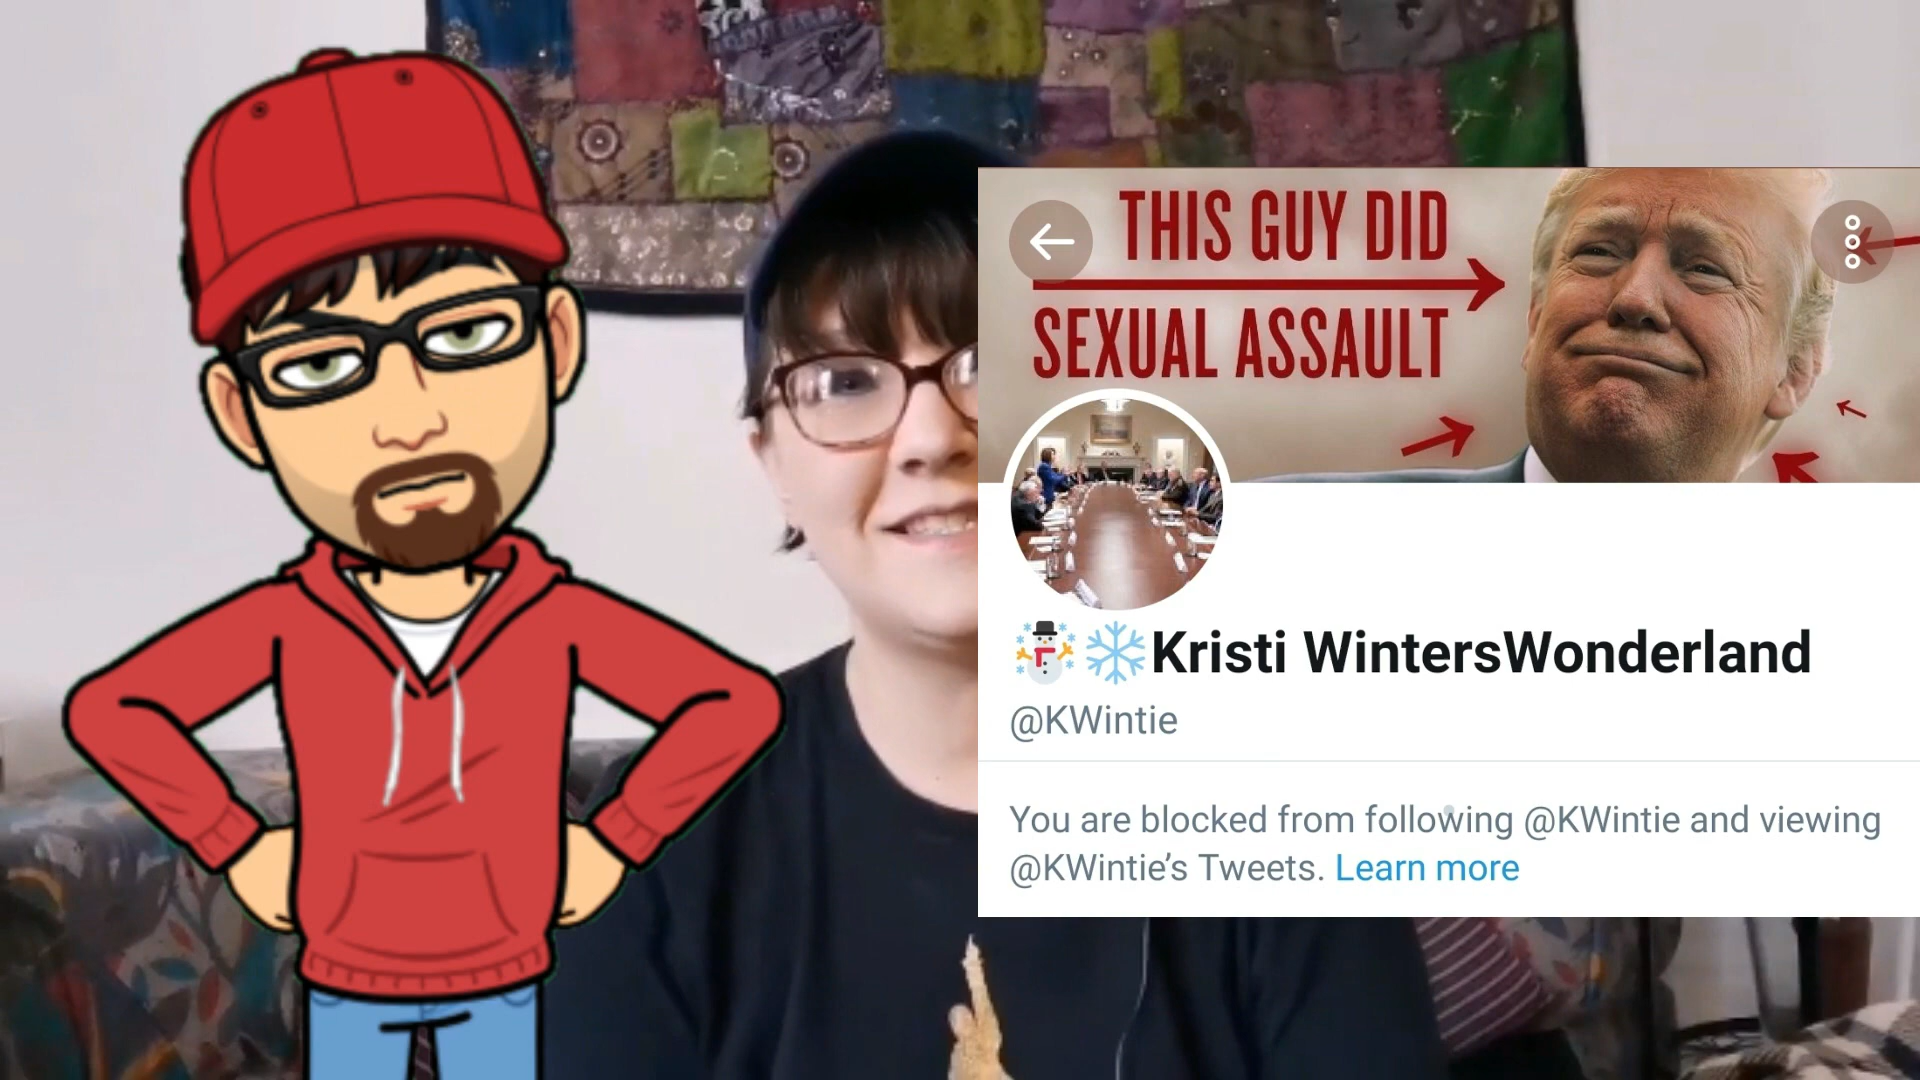 THIS GUY DID
SEXUAL ASSAULT
Kristi WintersWonderland
@KWintie
You are blocked from following @KWintie and viewing
@KWintie’s Tweets. Learn more